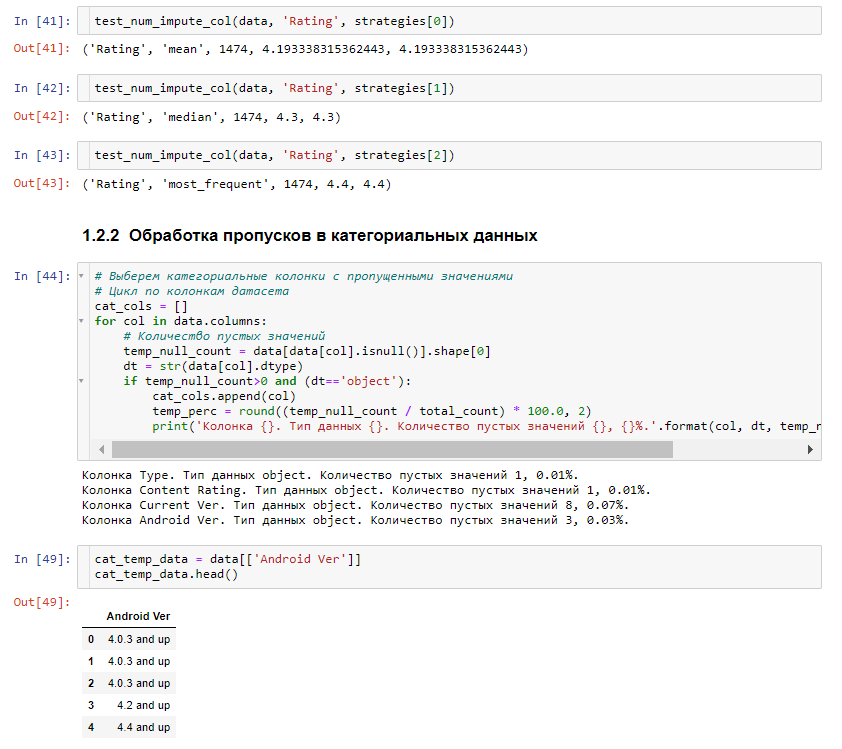 In [41]: test_num_impute_col(data, 'Rating', strategies[0])
Out[41]: ('Rating', 'mean', 1474, 4.193338315362443, 4.193338315362443)
In [42]: test_num_impute_col(data, 'Rating', strategies[1])
Out[42]: ('Rating', 'median', 1474, 4.3, 4.3)
In [43]: test_num_impute_col(data, 'Rating', strategies[2])
Out[43]: ('Rating', 'most_frequent', 1474, 4.4, 4.4)
1.2.2 Обработка пропусков в категориальных данных
In [44]: # Выберем категориальные колонки с пропущенными значениями
# Цикл по колонкам датасета
cat_cols = []
for col in data.columns:
    # Количество пустых значений
    temp_null_count = data[data[col].isnull()].shape[0]
    dt = str(data[col].dtype)
    if temp_null_count>0 and (dt=='object'):
        cat_cols.append(col)
        temp_perc = round((temp_null_count / total_count) * 100.0, 2)
        print('Колонка {}. Тип данных {}. Количество пустых значений {}, {}%.'.format(col, dt, temp_n
Колонка Type. Тип данных object. Количество пустых значений 1, 0.01%.
Колонка Content Rating. Тип данных object. Количество пустых значений 1, 0.01%.
Колонка Current Ver. Тип данных object. Количество пустых значений 8, 0.07%.
Колонка Android Ver. Тип данных object. Количество пустых значений 3, 0.03%.
In [49]: cat_temp_data = data[['Android Ver']]
cat_temp_data.head()
Out[49]:
Android Ver
0 4.0.3 and up
1 4.0.3 and up
2 4.0.3 and up
3 4.2 and up
4 4.4 and up